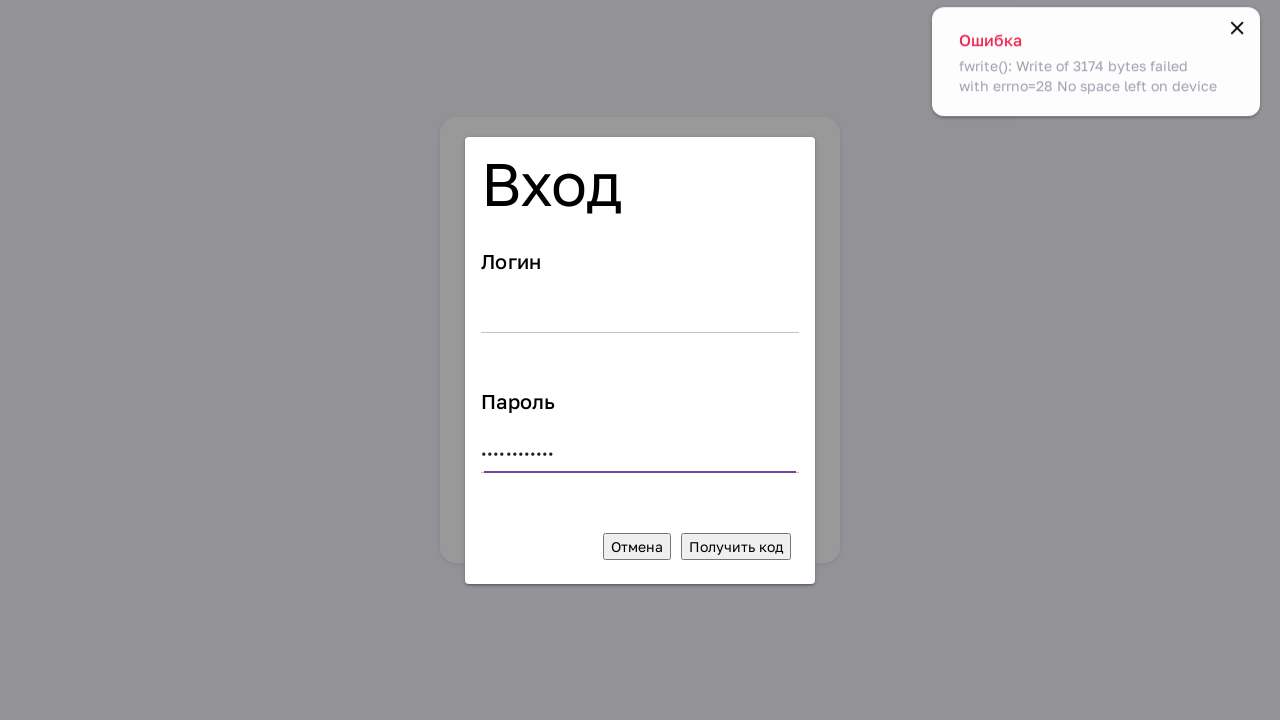 Ошибка
fwrite(): Write of 3174 bytes failed
with errno=28 No space left on device
Вход
Логин
Пароль
••••••••••••
Отмена
Получить код